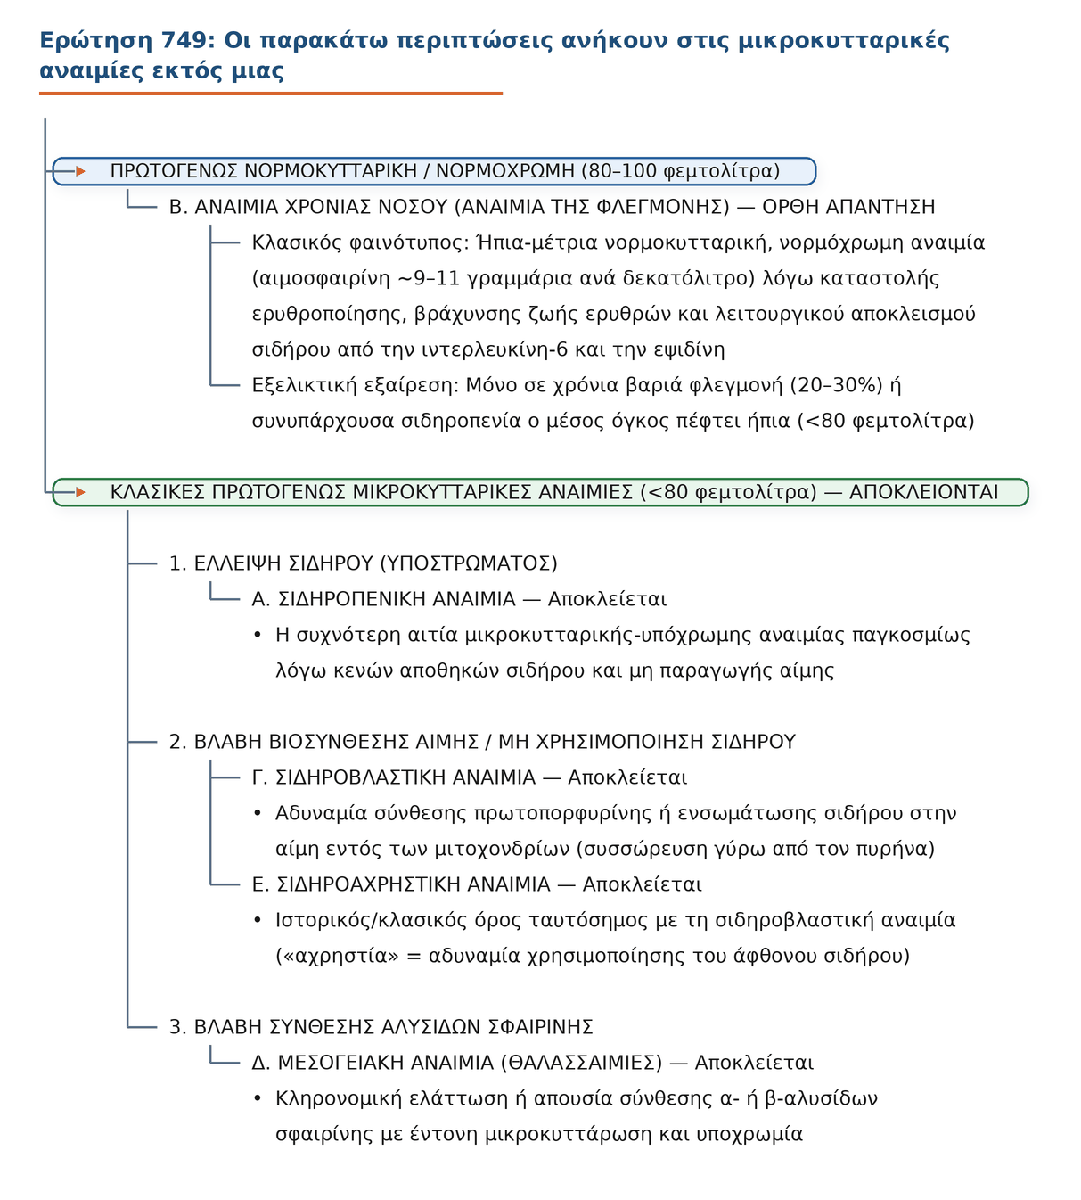 Ερώτηση 749: Οι παρακάτω περιπτώσεις ανήκουν στις μικροκυτταρικές
αναιμίες εκτός μιας
ΠΡΩΤΟΓΕΝΩΣ ΝΟΡΜΟΚΥΤΤΑΡΙΚΗ / ΝΟΡΜΟΧΡΩΜΗ (80–100 φεμτολίτρα)
Β. ΑΝΑΙΜΙΑ ΧΡΟΝΙΑΣ ΝΟΣΟΥ (ΑΝΑΙΜΙΑ ΤΗΣ ΦΛΕΓΜΟΝΗΣ) — ΟΡΘΗ ΑΠΑΝΤΗΣΗ
Κλασικός φαινότυπος: Ήπια-μέτρια νορμοκυτταρική, νορμόχρωμη αναιμία
(αιμοσφαιρίνη ~9–11 γραμμάρια ανά δεκατόλιτρο) λόγω καταστολής
ερυθροποίησης, βράχυνσης ζωής ερυθρών και λειτουργικού αποκλεισμού
σιδήρου από την ιντερλευκίνη-6 και την εψιδίνη
Εξελικτική εξαίρεση: Μόνο σε χρόνια βαριά φλεγμονή (20–30%) ή
συνυπάρχουσα σιδηροπενία ο μέσος όγκος πέφτει ήπια (<80 φεμτολίτρα)
ΚΛΑΣΙΚΕΣ ΠΡΩΤΟΓΕΝΩΣ ΜΙΚΡΟΚΥΤΤΑΡΙΚΕΣ ΑΝΑΙΜΙΕΣ (<80 φεμτολίτρα) — ΑΠΟΚΛΕΙΟΝΤΑΙ
1. ΕΛΛΕΙΨΗ ΣΙΔΗΡΟΥ (ΥΠΟΣΤΡΩΜΑΤΟΣ)
Α. ΣΙΔΗΡΟΠΕΝΙΚΗ ΑΝΑΙΜΙΑ — Αποκλείεται
• Η συχνότερη αιτία μικροκυτταρικής-υπόχρωμης αναιμίας παγκοσμίως
λόγω κενών αποθηκών σιδήρου και μη παραγωγής αίμης
2. ΒΛΑΒΗ ΒΙΟΣΥΝΘΕΣΗΣ ΑΙΜΗΣ / ΜΗ ΧΡΗΣΙΜΟΠΟΙΗΣΗ ΣΙΔΗΡΟΥ
Γ. ΣΙΔΗΡΟΒΛΑΣΤΙΚΗ ΑΝΑΙΜΙΑ — Αποκλείεται
• Αδυναμία σύνθεσης πρωτοπορφυρίνης ή ενσωμάτωσης σιδήρου στην
αίμη εντός των μιτοχονδρίων (συσσώρευση γύρω από τον πυρήνα)
Ε. ΣΙΔΗΡΟΑΧΡΗΣΤΙΚΗ ΑΝΑΙΜΙΑ — Αποκλείεται
• Ιστορικός/κλασικός όρος ταυτόσημος με τη σιδηροβλαστική αναιμία
(«αχρηστία» = αδυναμία χρησιμοποίησης του άφθονου σιδήρου)
3. ΒΛΑΒΗ ΣΥΝΘΕΣΗΣ ΑΛΥΣΙΔΩΝ ΣΦΑΙΡΙΝΗΣ
Δ. ΜΕΣΟΓΕΙΑΚΗ ΑΝΑΙΜΙΑ (ΘΑΛΑΣΣΑΙΜΙΕΣ) — Αποκλείεται
• Κληρονομική ελάττωση ή απουσία σύνθεσης α- ή β-αλυσίδων
σφαιρίνης με έντονη μικροκυττάρωση και υποχρωμία